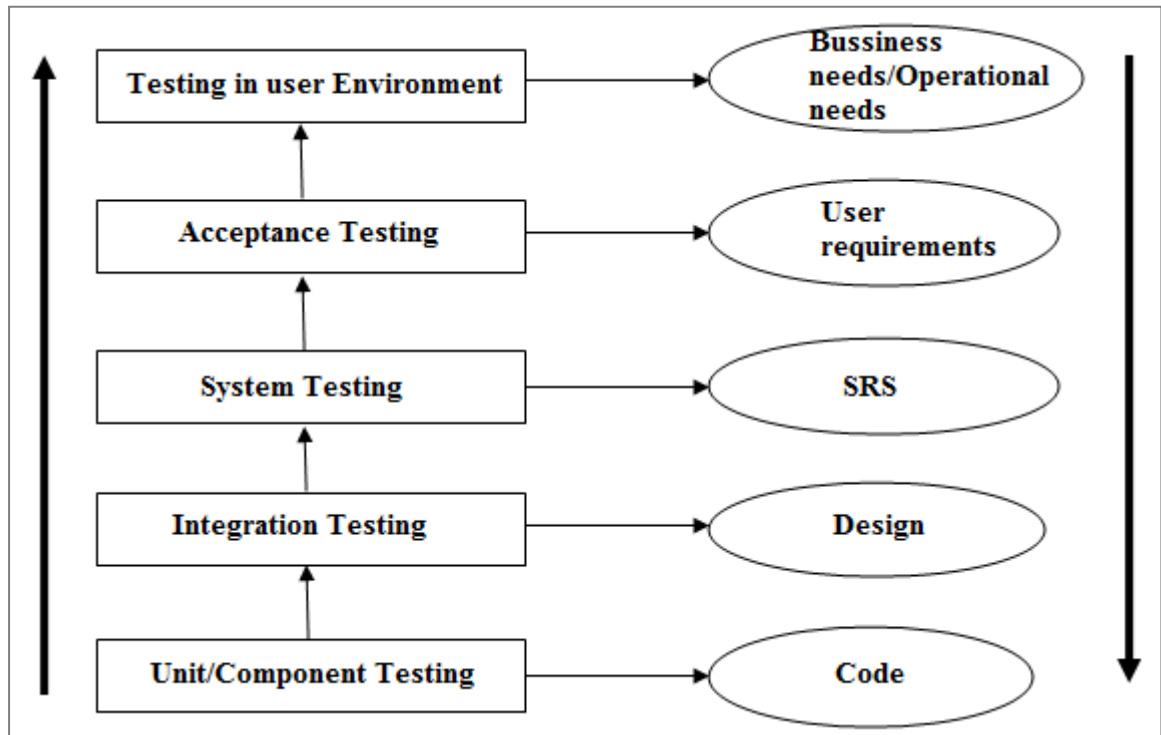 Testing in user Environment
Bussiness
needs/Operational
needs
Acceptance Testing
User
requirements
System Testing
SRS
Integration Testing
Design
Unit/Component Testing
Code